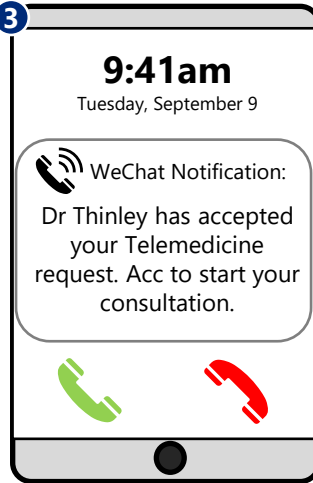 3
9:41am
Tuesday, September 9
WeChat Notification:
Dr Thinley has accepted
your Telemedicine
request. Acc to start your
consultation.